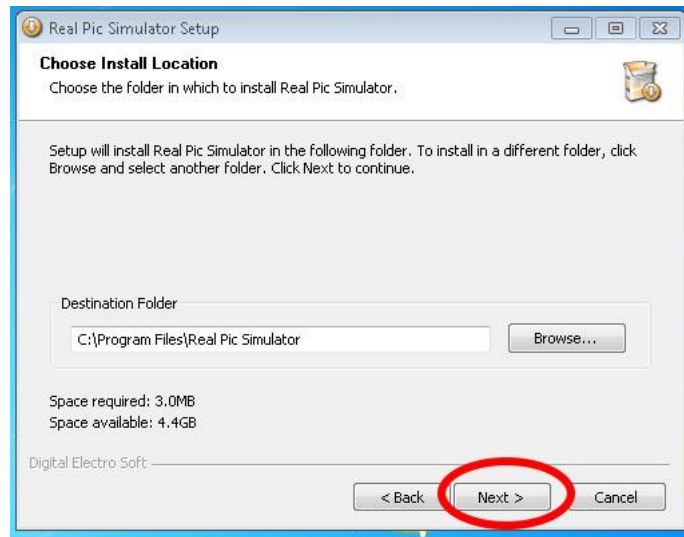 Real Pic Simulator Setup
Choose Install Location
Choose the folder in which to install Real Pic Simulator.
Setup will install Real Pic Simulator in the following folder. To install in a different folder, click
Browse and select another folder. Click Next to continue.
Destination Folder
C:\Program Files\Real Pic Simulator
Browse...
Space required: 3.0MB
Space available: 4.4GB
Digital Electro Soft
< Back Next > Cancel